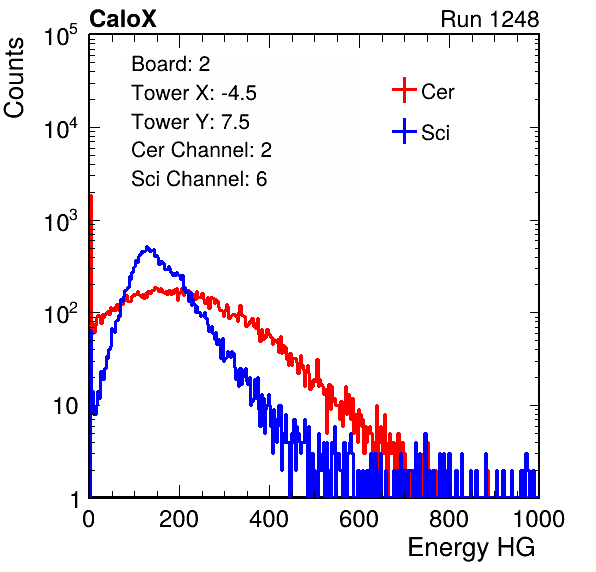 CaloX Run 1248
Counts
10^5
10^4
10^3
10^2
10
1
Board: 2
Tower X: -4.5
Tower Y: 7.5
Cer Channel: 2
Sci Channel: 6
Cer
Sci
0 200 400 600 800 1000
Energy HG